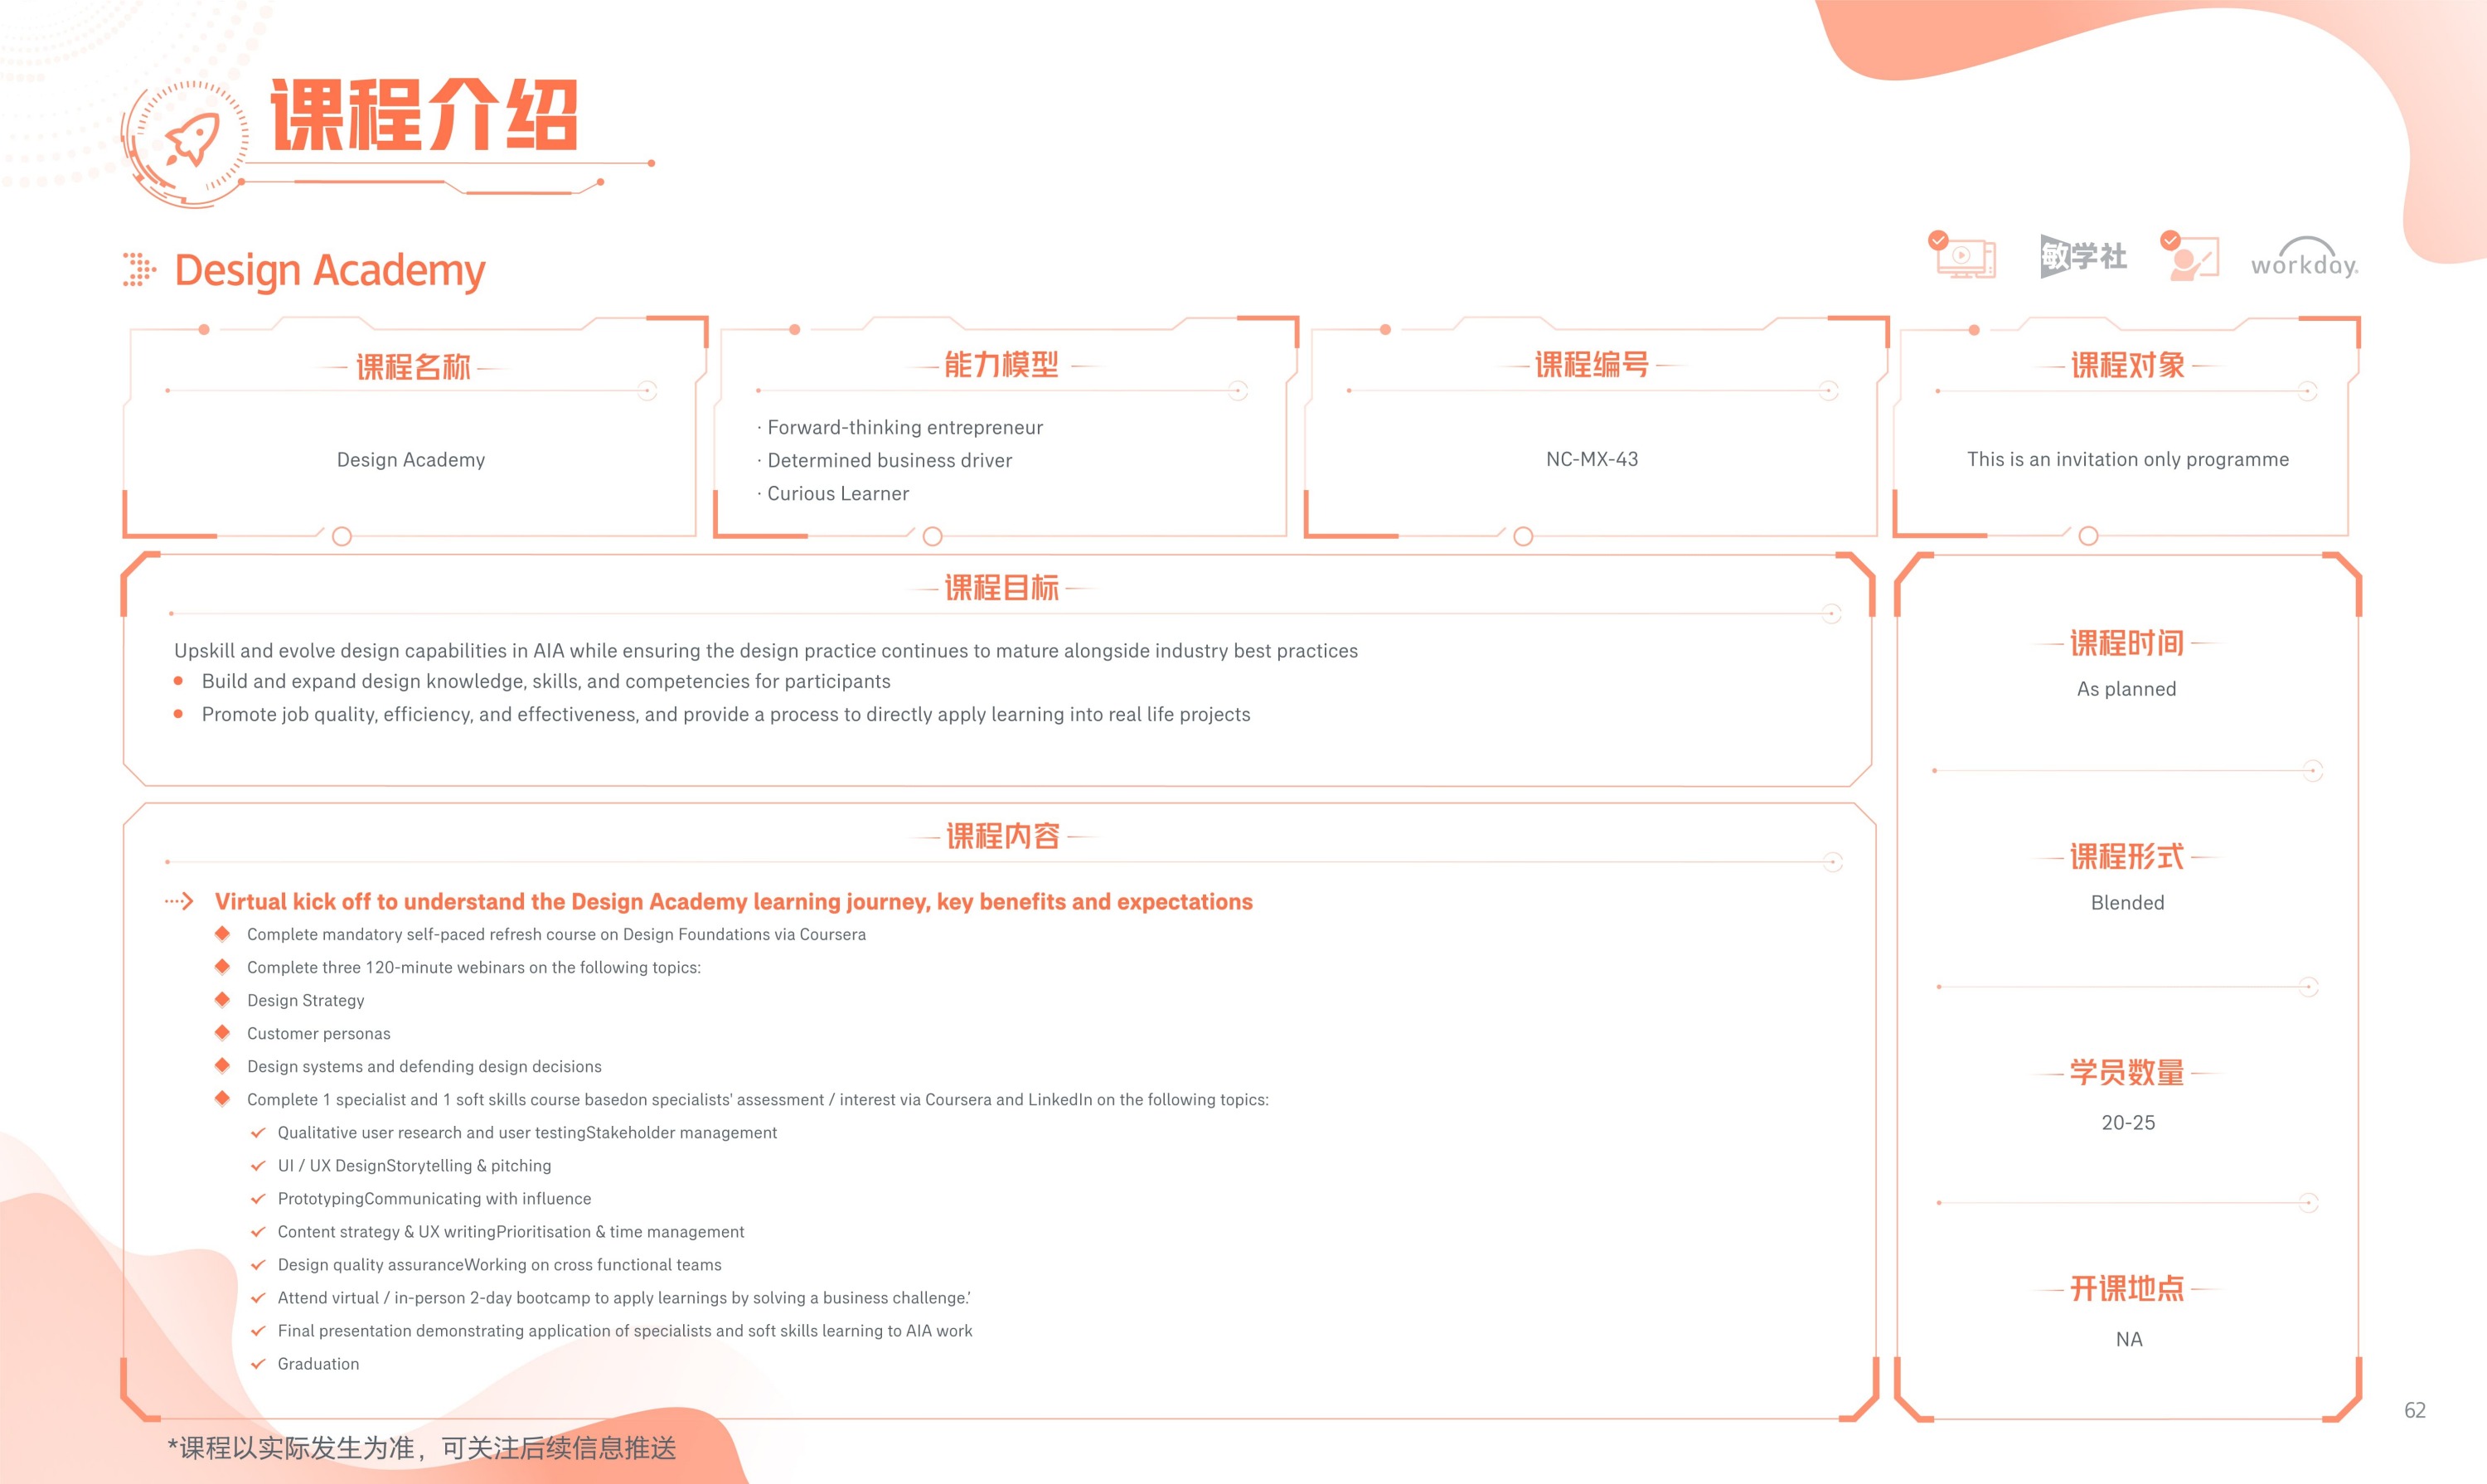 课程介绍
Design Academy
敏学社
workday.
课程名称
Design Academy
能力模型
· Forward-thinking entrepreneur
· Determined business driver
· Curious Learner
课程编号
NC-MX-43
课程对象
This is an invitation only programme
课程目标
Upskill and evolve design capabilities in AIA while ensuring the design practice continues to mature alongside industry best practices
Build and expand design knowledge, skills, and competencies for participants
Promote job quality, efficiency, and effectiveness, and provide a process to directly apply learning into real life projects
课程内容
Virtual kick off to understand the Design Academy learning journey, key benefits and expectations
Complete mandatory self-paced refresh course on Design Foundations via Coursera
Complete three 120-minute webinars on the following topics:
Design Strategy
Customer personas
Design systems and defending design decisions
Complete 1 specialist and 1 soft skills course basedon specialists' assessment / interest via Coursera and LinkedIn on the following topics:
Qualitative user research and user testingStakeholder management
UI / UX DesignStorytelling & pitching
PrototypingCommunicating with influence
Content strategy & UX writingPrioritisation & time management
Design quality assuranceWorking on cross functional teams
Attend virtual / in-person 2-day bootcamp to apply learnings by solving a business challenge.'
Final presentation demonstrating application of specialists and soft skills learning to AIA work
Graduation
课程时间
As planned
课程形式
Blended
学员数量
20-25
开课地点
NA
*课程以实际发生为准，可关注后续信息推送
62